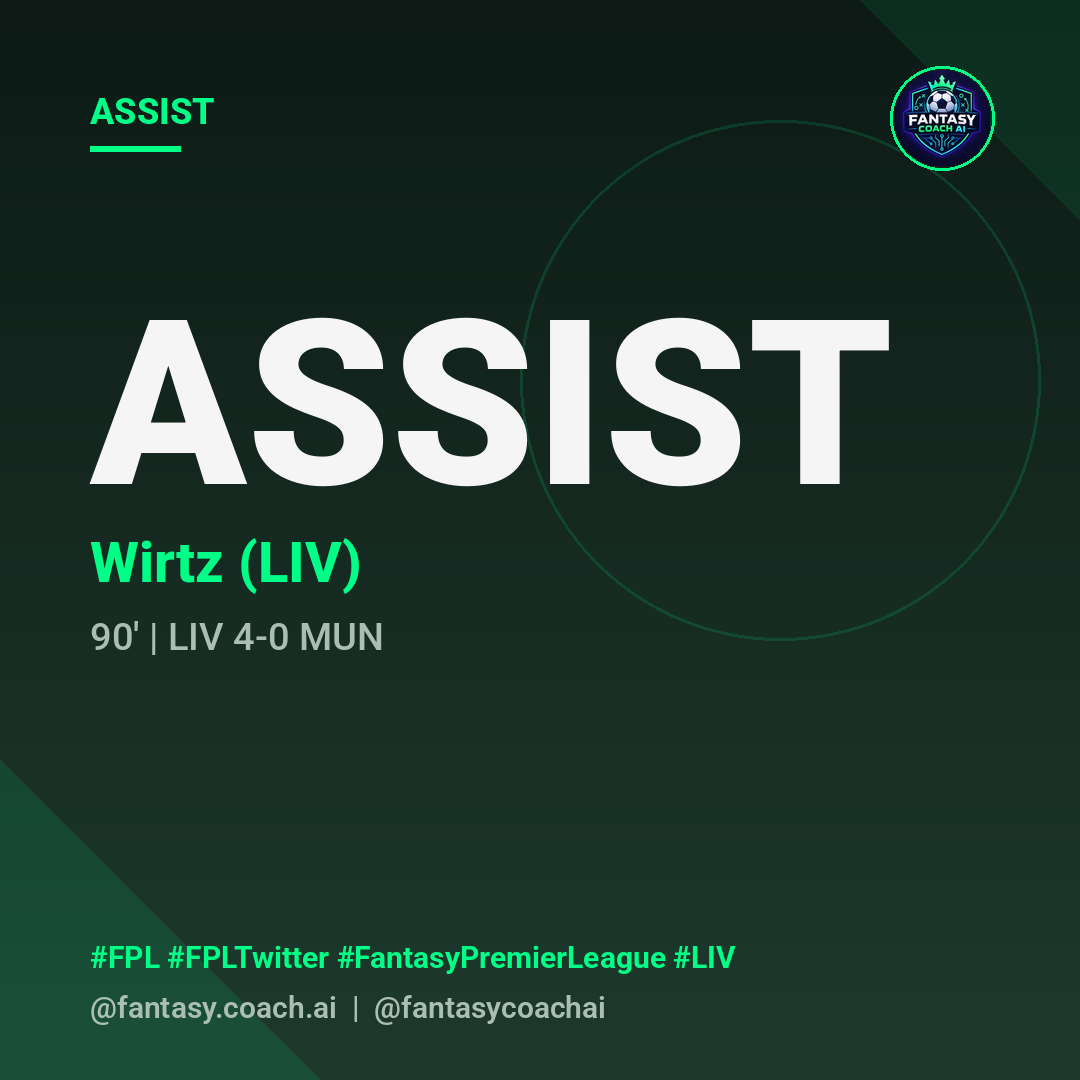 ASSIST
FANTASY
COACH AI
ASSIST
Wirtz (LIV)
90' | LIV 4-0 MUN
#FPL #FPLTwitter #FantasyPremierLeague #LIV
@fantasy.coach.ai | @fantasycoachai